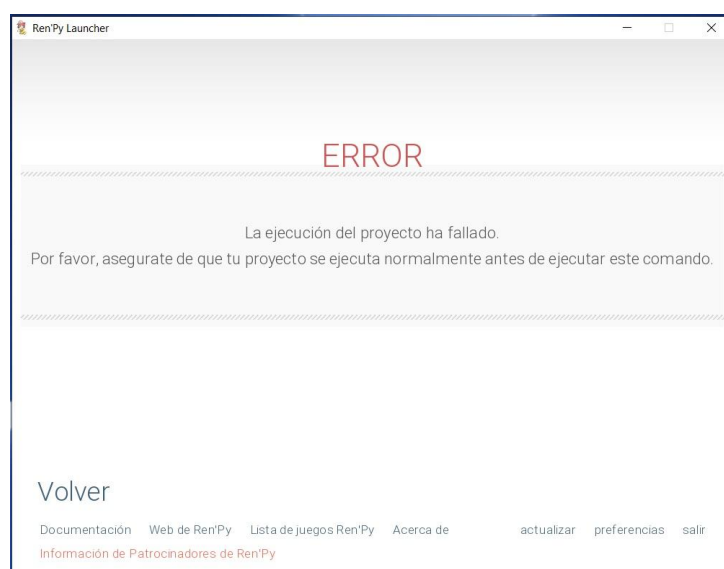 Ren'Py Launcher
ERROR
La ejecución del proyecto ha fallado.
Por favor, asegurate de que tu proyecto se ejecuta normalmente antes de ejecutar este comando.
Volver
Documentación Web de Ren'Py Lista de juegos Ren'Py Acerca de actualizar preferencias salir
Información de Patrocinadores de Ren'Py